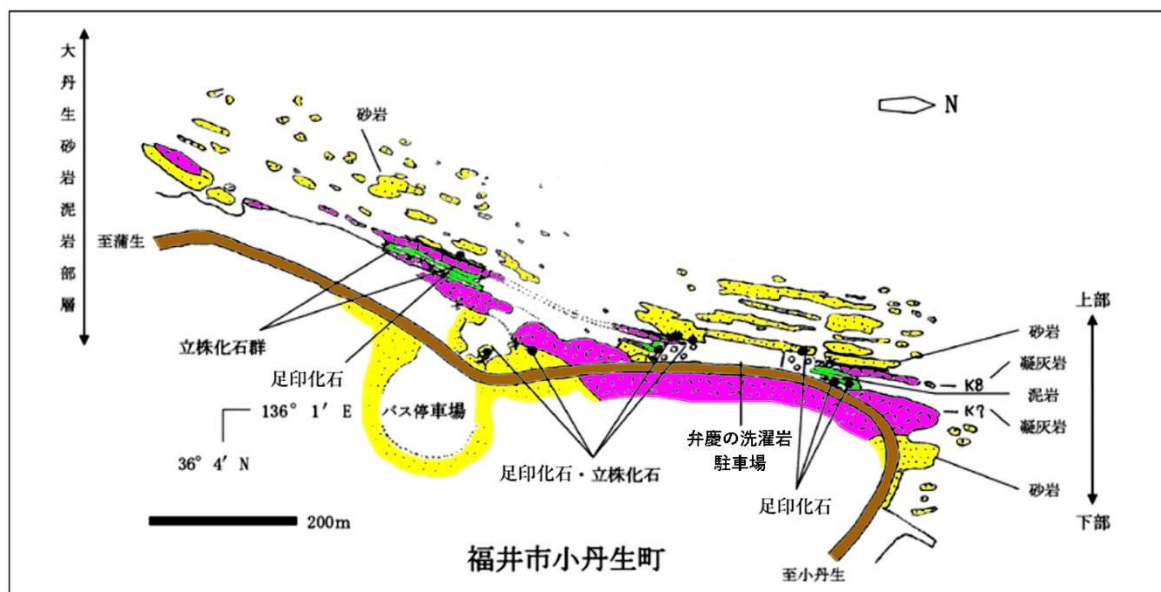 大丹生砂岩泥岩部層
砂岩
N
至蒲生
立株化石群
足印化石
136° 1′ E
36° 4′ N
バス停車場
足印化石・立株化石
弁慶の洗濯岩
駐車場
足印化石
上部
砂岩
K8 凝灰岩
泥岩
K7 凝灰岩
砂岩
下部
200m
福井市小丹生町
至小丹生